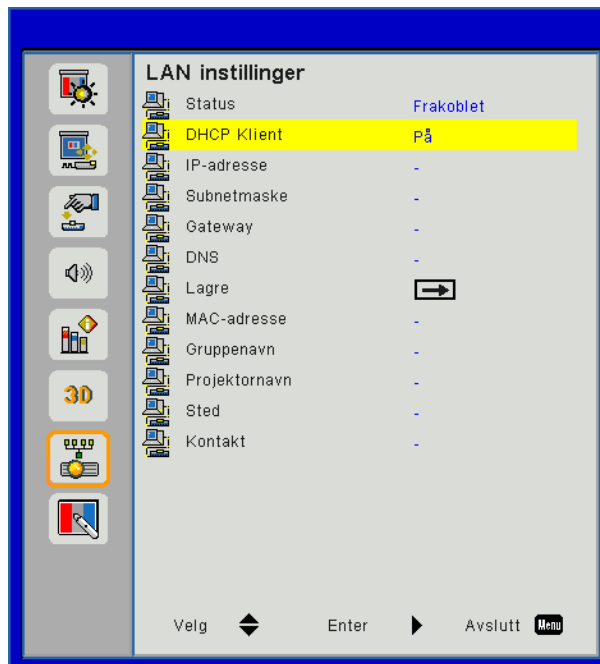 LAN instillinger
Status Frakoblet
DHCP Klient På
IP-adresse -
Subnetmaske -
Gateway -
DNS -
Lagre
MAC-adresse -
Gruppenavn -
Projektornavn -
Sted -
Kontakt -
3D
Velg Enter Avslutt Menu